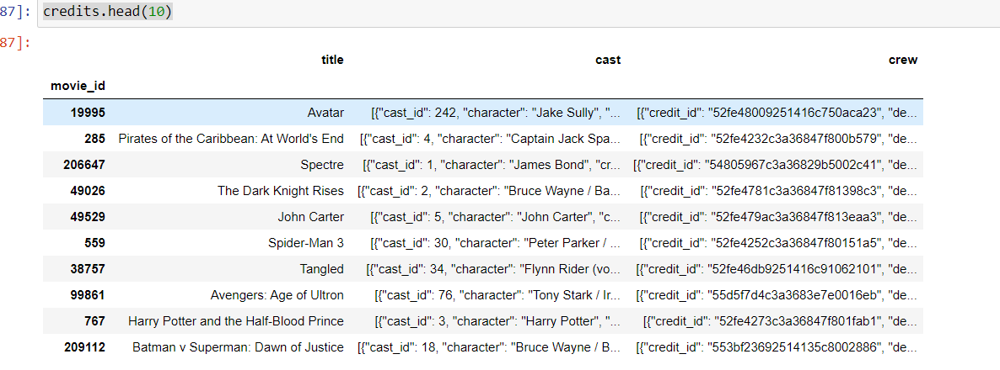 87]: credits.head(10)
87]:
title cast crew
movie_id
19995 Avatar [{"cast_id": 242, "character": "Jake Sully", "... [{"credit_id": "52fe48009251416c750aca23", "de...
285 Pirates of the Caribbean: At World's End [{"cast_id": 4, "character": "Captain Jack Spa... [{"credit_id": "52fe4232c3a36847f800b579", "de...
206647 Spectre [{"cast_id": 1, "character": "James Bond", "cr... [{"credit_id": "54805967c3a36829b5002c41", "de...
49026 The Dark Knight Rises [{"cast_id": 2, "character": "Bruce Wayne / Ba... [{"credit_id": "52fe4781c3a36847f81398c3", "de...
49529 John Carter [{"cast_id": 5, "character": "John Carter", "c... [{"credit_id": "52fe479ac3a36847f813eaa3", "de...
559 Spider-Man 3 [{"cast_id": 30, "character": "Peter Parker / ... [{"credit_id": "52fe4252c3a36847f80151a5", "de...
38757 Tangled [{"cast_id": 34, "character": "Flynn Rider (vo... [{"credit_id": "52fe46db9251416c91062101", "de...
99861 Avengers: Age of Ultron [{"cast_id": 76, "character": "Tony Stark / Ir... [{"credit_id": "55d5f7d4c3a3683e7e0016eb", "de...
767 Harry Potter and the Half-Blood Prince [{"cast_id": 3, "character": "Harry Potter", "... [{"credit_id": "52fe4273c3a36847f801fab1", "de...
209112 Batman v Superman: Dawn of Justice [{"cast_id": 18, "character": "Bruce Wayne / B... [{"credit_id": "553bf23692514135c8002886", "de...